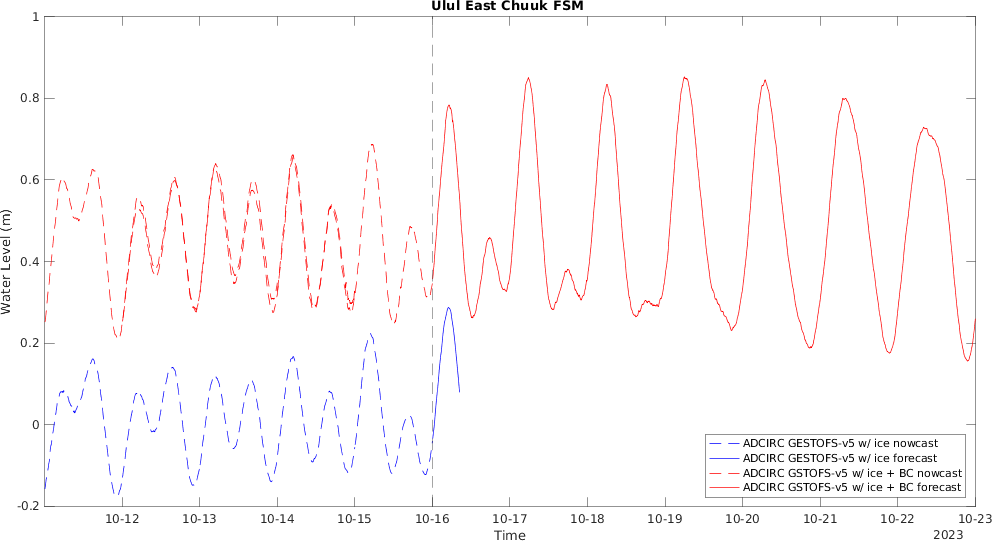 Ulul East Chuuk FSM
1
0.8
0.6
0.4
0.2
0
-0.2
Water Level (m)
ADCIRC GESTOFS-v5 w/ ice nowcast
ADCIRC GESTOFS-v5 w/ ice forecast
ADCIRC GSTOFS-v5 w/ ice + BC nowcast
ADCIRC GSTOFS-v5 w/ ice + BC forecast
10-12 10-13 10-14 10-15 10-16 10-17 10-18 10-19 10-20 10-21 10-22 10-23
Time
2023